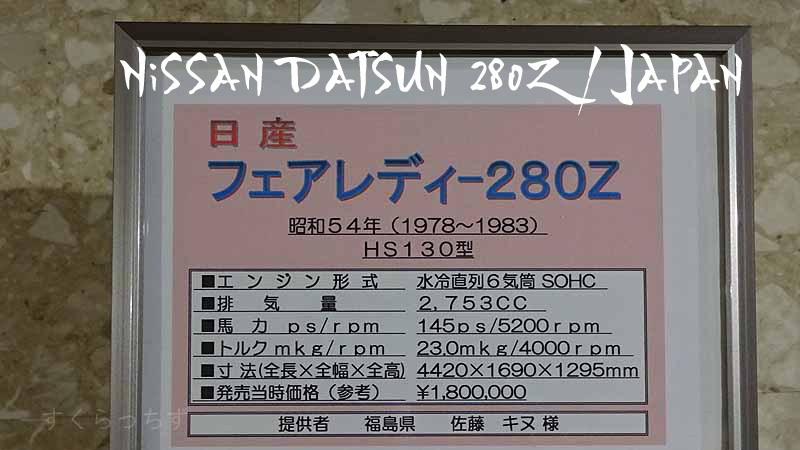 NiSSAN DATSUN 280Z / JAPAN
日産
フェアレディー280Z
昭和54年（1978～1983）
HS130型
■エンジン形式 水冷直列6気筒 SOHC
■排気量 2,753CC
■馬力 ps/rpm 145ps/5200rpm
■トルク mkg/rpm 23.0mkg/4000rpm
■寸法(全長×全幅×全高) 4420×1690×1295mm
■発売当時価格（参考） ¥1,800,000
提供者 福島県 佐藤 キヌ 様
すくらっちず